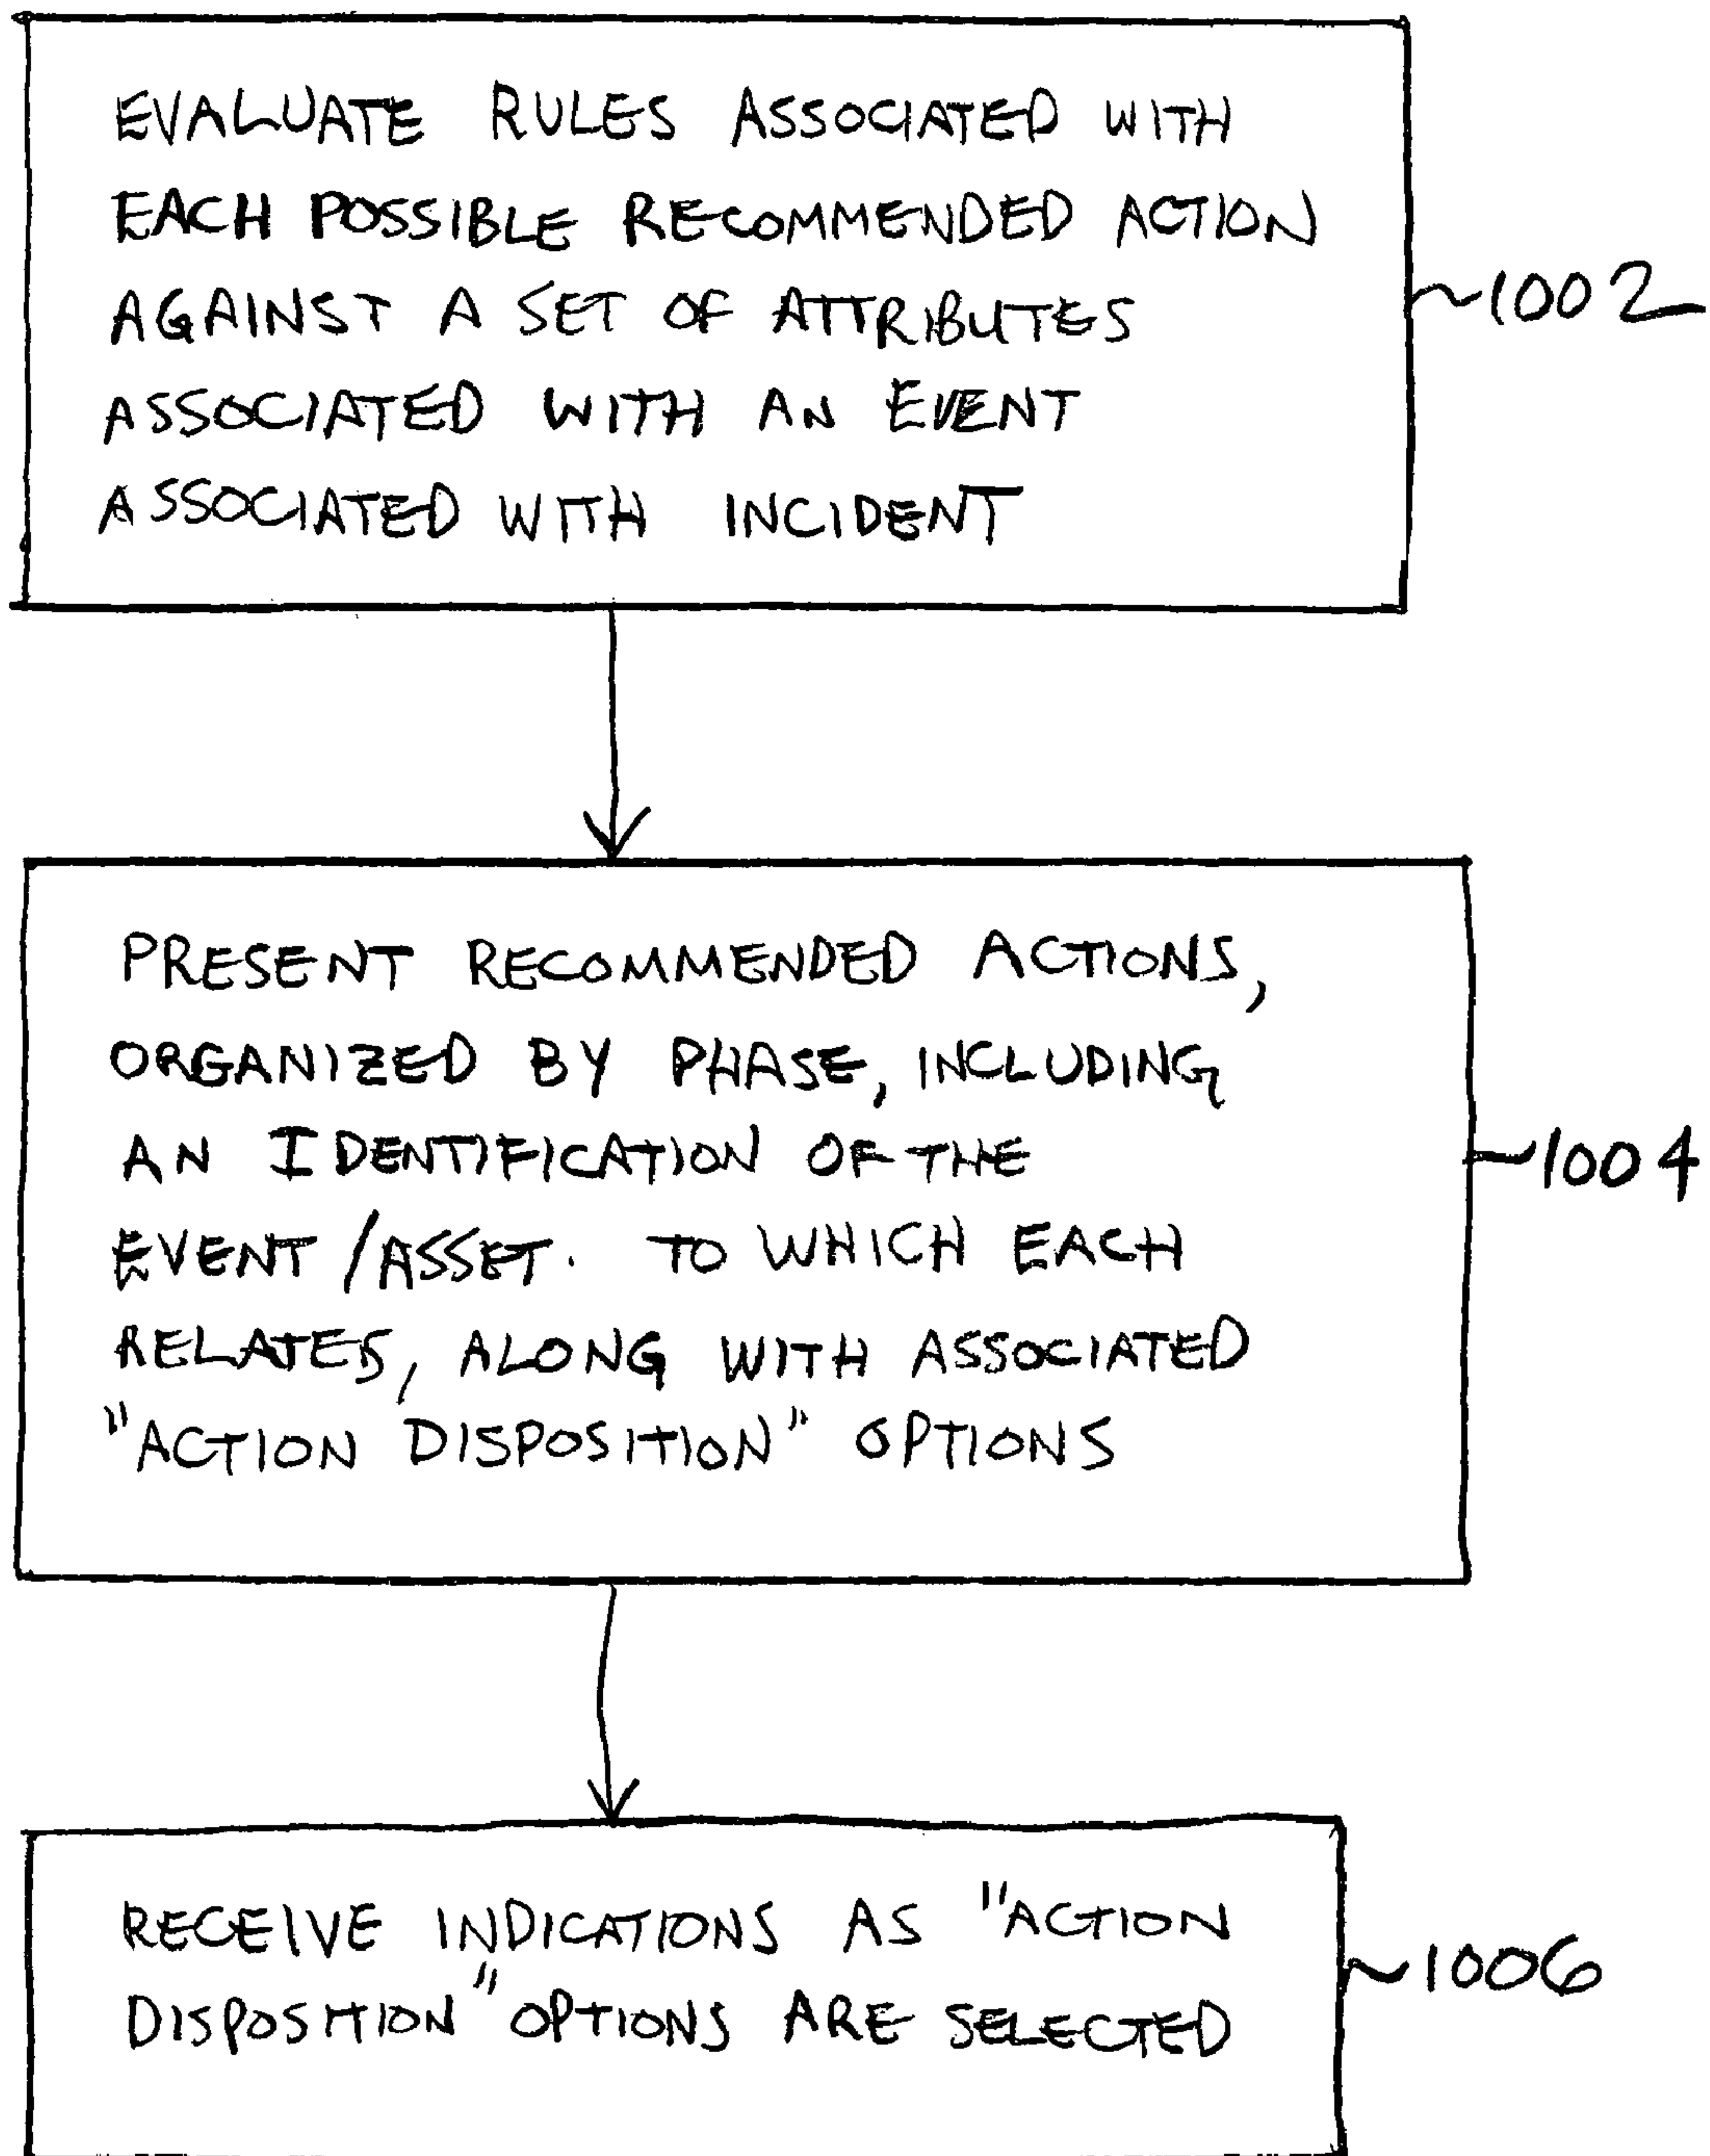 EVALUATE RULES ASSOCIATED WITH
EACH POSSIBLE RECOMMENDED ACTION
AGAINST A SET OF ATTRIBUTES
ASSOCIATED WITH AN EVENT
ASSOCIATED WITH INCIDENT
~1002
PRESENT RECOMMENDED ACTIONS,
ORGANIZED BY PHASE, INCLUDING
AN IDENTIFICATION OF THE
EVENT/ASSET. TO WHICH EACH
RELATES, ALONG WITH ASSOCIATED
"ACTION DISPOSITION" OPTIONS
~1004
RECEIVE INDICATIONS AS "ACTION
DISPOSITION" OPTIONS ARE SELECTED
~1006